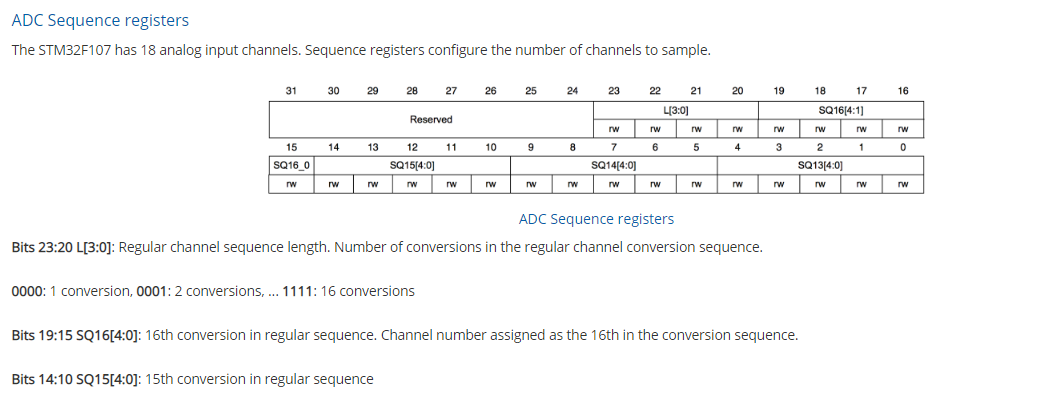 ADC Sequence registers
The STM32F107 has 18 analog input channels. Sequence registers configure the number of channels to sample.
31 30 29 28 27 26 25 24 23 22 21 20 19 18 17 16
Reserved L[3:0] SQ16[4:1]
rw rw rw rw rw rw rw rw
15 14 13 12 11 10 9 8 7 6 5 4 3 2 1 0
SQ16_0 SQ15[4:0] SQ14[4:0] SQ13[4:0]
rw rw rw rw rw rw rw rw rw rw rw rw rw rw rw rw
ADC Sequence registers
Bits 23:20 L[3:0]: Regular channel sequence length. Number of conversions in the regular channel conversion sequence.
0000: 1 conversion, 0001: 2 conversions, ... 1111: 16 conversions
Bits 19:15 SQ16[4:0]: 16th conversion in regular sequence. Channel number assigned as the 16th in the conversion sequence.
Bits 14:10 SQ15[4:0]: 15th conversion in regular sequence